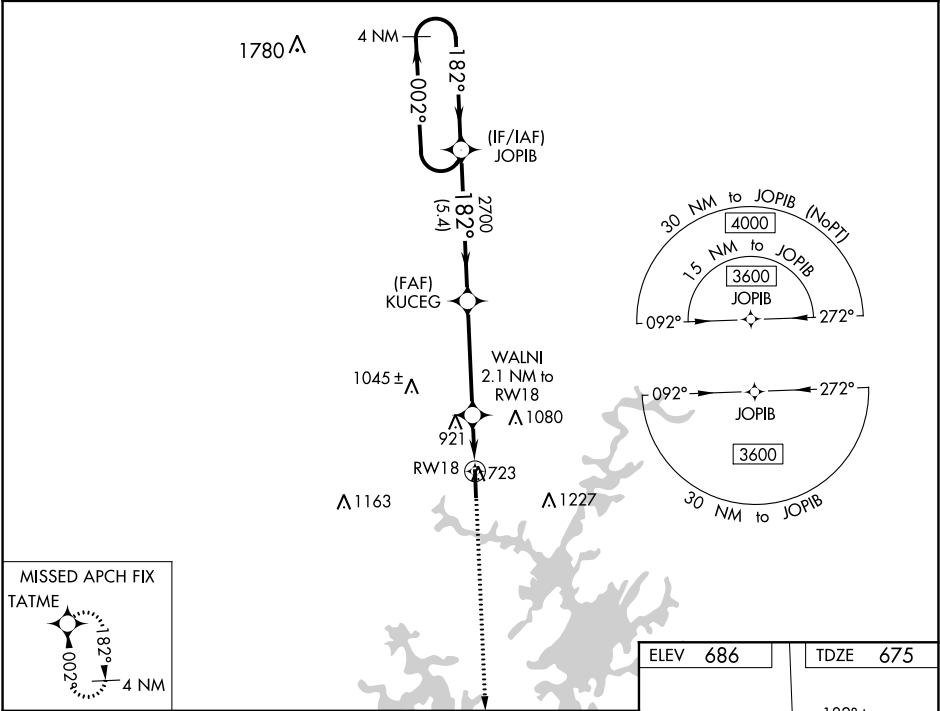 1780
4 NM
182°
002°
(IF/IAF)
JOPIB
2700
182°
(5.4)
(FAF)
KUCEG
WALNI
2.1 NM to
RW18
1045 ±
1080
921
RW18
723
1163
1227
30 NM to JOPIB (NoPT)
4000
15 NM to JOPIB
3600
JOPIB
092°
272°
092°
272°
JOPIB
3600
30 NM to JOPIB
MISSED APCH FIX
TATME
182°
002°
4 NM
ELEV 686
TDZE 675